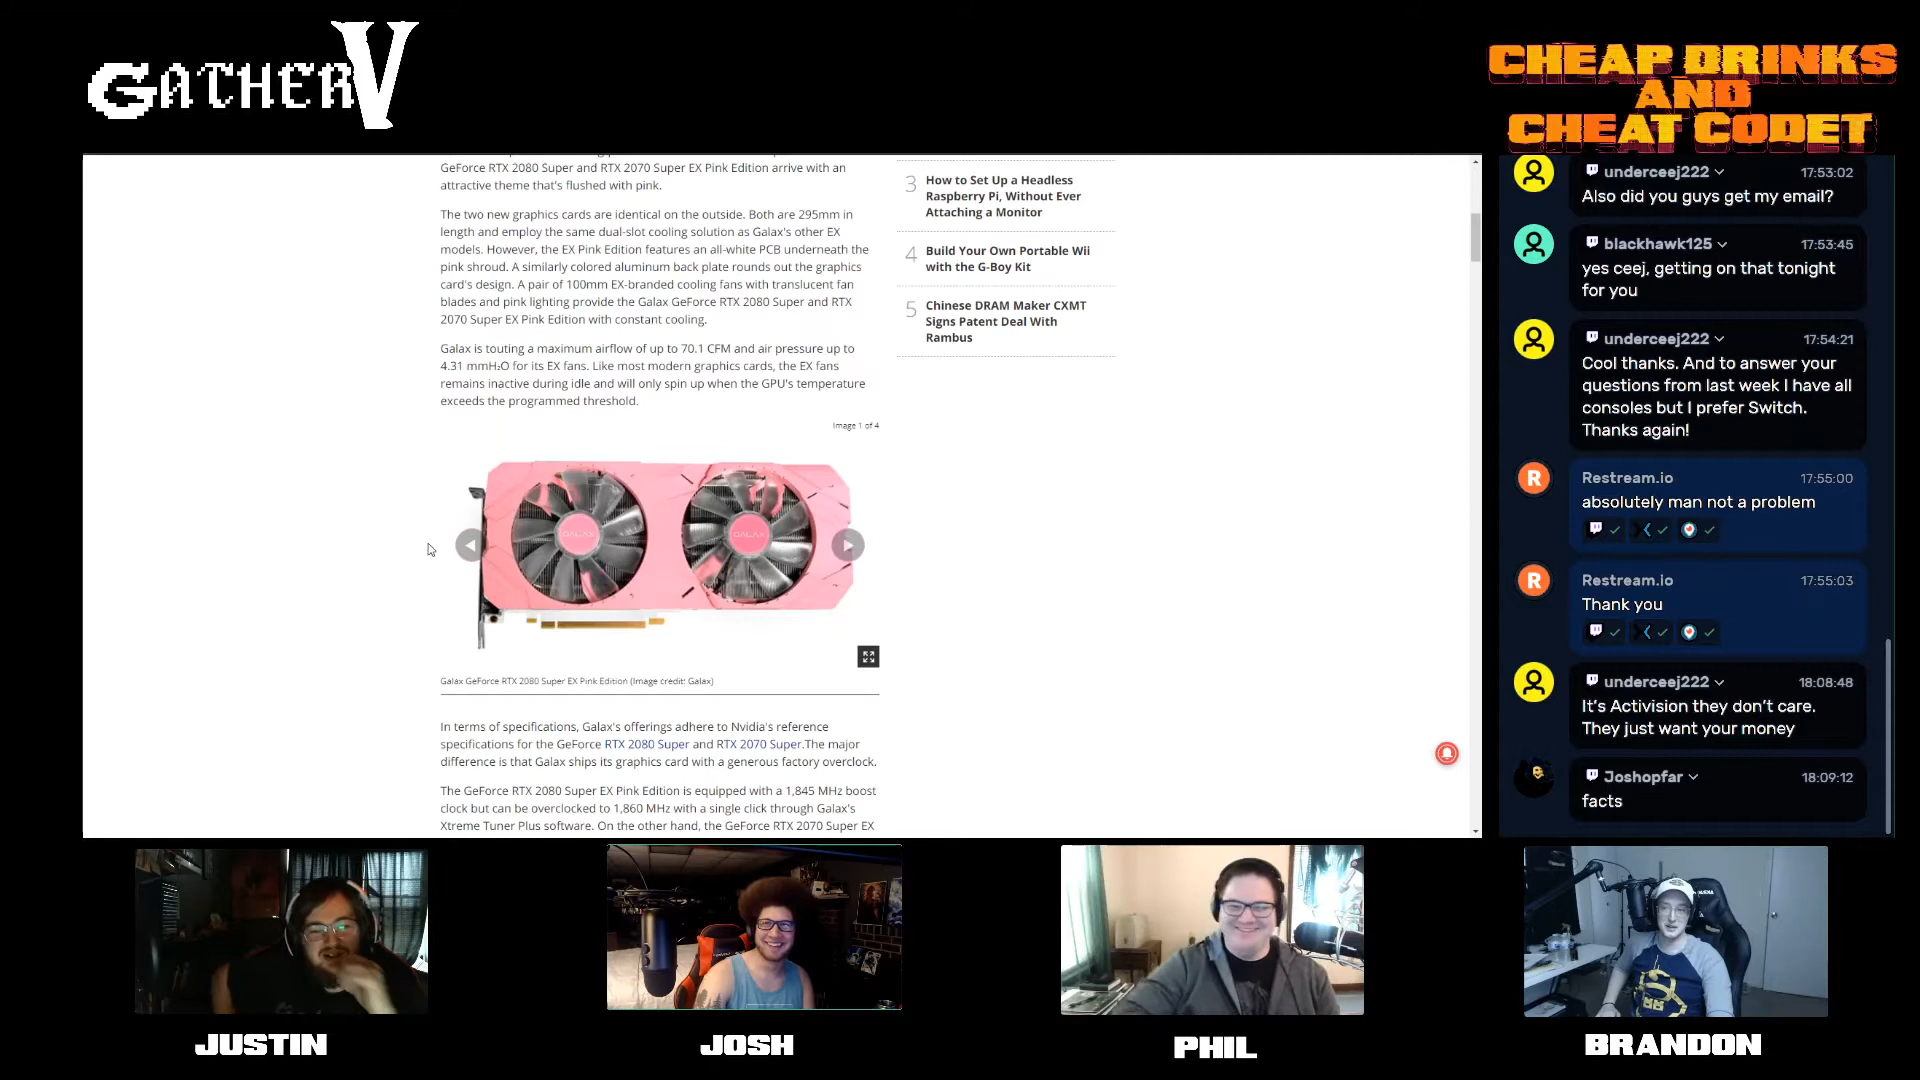 GATHERV
CHEAP DRINKS
AND
CHEAT CODET
GeForce RTX 2080 Super and RTX 2070 Super EX Pink Edition arrive with an
attractive theme that's flushed with pink.
The two new graphics cards are identical on the outside. Both are 295mm in
length and employ the same dual-slot cooling solution as Galax's other EX
models. However, the EX Pink Edition features an all-white PCB underneath the
pink shroud. A similarly colored aluminum back plate rounds out the graphics
card's design. A pair of 100mm EX-branded cooling fans with translucent fan
blades and pink lighting provide the Galax GeForce RTX 2080 Super and RTX
2070 Super EX Pink Edition with constant cooling.
Galax is touting a maximum airflow of up to 70.1 CFM and air pressure up to
4.31 mmH₂O for its EX fans. Like most modern graphics cards, the EX fans
remains inactive during idle and will only spin up when the GPU's temperature
exceeds the programmed threshold.
Image 1 of 4
GALAX
GALAX
Galax GeForce RTX 2080 Super EX Pink Edition (Image credit: Galax)
In terms of specifications, Galax's offerings adhere to Nvidia's reference
specifications for the GeForce RTX 2080 Super and RTX 2070 Super.The major
difference is that Galax ships its graphics card with a generous factory overclock.
The GeForce RTX 2080 Super EX Pink Edition is equipped with a 1,845 MHz boost
clock but can be overclocked to 1,860 MHz with a single click through Galax's
Xtreme Tuner Plus software. On the other hand, the GeForce RTX 2070 Super EX
3 How to Set Up a Headless
Raspberry Pi, Without Ever
Attaching a Monitor
4 Build Your Own Portable Wii
with the G-Boy Kit
5 Chinese DRAM Maker CXMT
Signs Patent Deal With
Rambus
underceej222 17:53:02
Also did you guys get my email?
blackhawk125 17:53:45
yes ceej, getting on that tonight
for you
underceej222 17:54:21
Cool thanks. And to answer your
questions from last week I have all
consoles but I prefer Switch.
Thanks again!
R Restream.io 17:55:00
absolutely man not a problem
R Restream.io 17:55:03
Thank you
underceej222 18:08:48
It's Activision they don't care.
They just want your money
Joshopfar 18:09:12
facts
JUSTIN
JOSH
PHIL
BRANDON